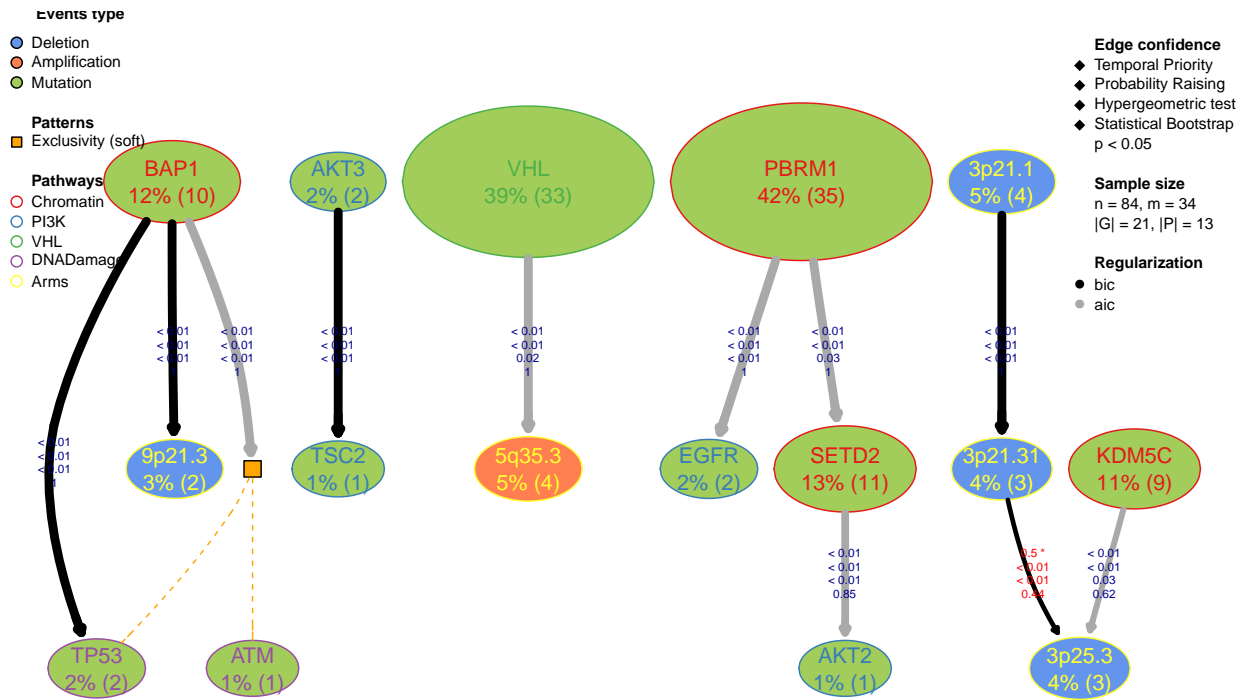 Events type
Deletion
Amplification
Mutation
Patterns
Exclusivity (soft)
Pathways
Chromatin
PI3K
VHL
DNADamage
Arms
Edge confidence
Temporal Priority
Probability Raising
Hypergeometric test
Statistical Bootstrap
p < 0.05
Sample size
n = 84, m = 34
|G| = 21, |P| = 13
Regularization
bic
aic
BAP1
12% (10)
AKT3
2% (2)
VHL
39% (33)
PBRM1
42% (35)
3p21.1
5% (4)
< 0.01
< 0.01
< 0.01
1
< 0.01
< 0.01
< 0.01
1
< 0.01
< 0.01
< 0.01
1
< 0.01
< 0.01
< 0.01
1
< 0.01
< 0.01
0.02
1
< 0.01
< 0.01
< 0.01
1
< 0.01
< 0.01
0.03
1
< 0.01
< 0.01
< 0.01
9p21.3
3% (2)
TSC2
1% (1)
5q35.3
5% (4)
EGFR
2% (2)
SETD2
13% (11)
3p21.31
4% (3)
KDM5C
11% (9)
< 0.01
< 0.01
< 0.01
0.85
0.5 *
< 0.01
< 0.01
0.44
< 0.01
< 0.01
0.03
0.62
TP53
2% (2)
ATM
1% (1)
AKT2
1% (1)
3p25.3
4% (3)